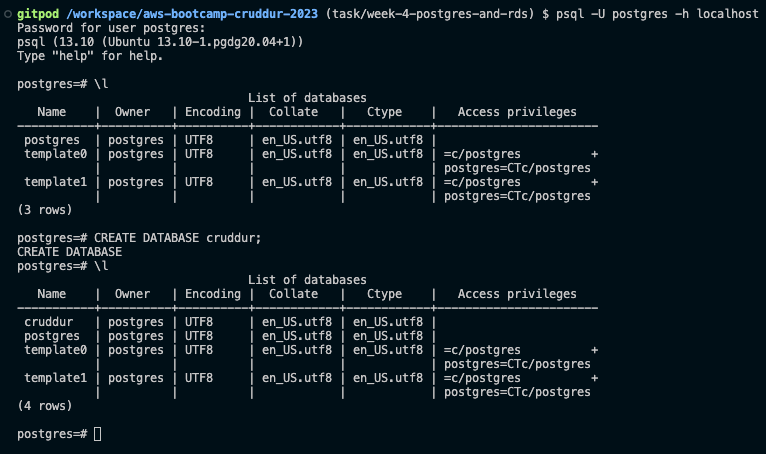 gitpod /workspace/aws-bootcamp-cruddur-2023 (task/week-4-postgres-and-rds) $ psql -U postgres -h localhost
Password for user postgres:
psql (13.10 (Ubuntu 13.10-1.pgdg20.04+1))
Type "help" for help.

postgres=# \l
                                 List of databases
   Name    |  Owner   | Encoding |  Collate   |   Ctype    |   Access privileges
-----------+----------+----------+------------+------------+-----------------------
 postgres  | postgres | UTF8     | en_US.utf8 | en_US.utf8 |
 template0 | postgres | UTF8     | en_US.utf8 | en_US.utf8 | =c/postgres          +
           |          |          |            |            | postgres=CTc/postgres
 template1 | postgres | UTF8     | en_US.utf8 | en_US.utf8 | =c/postgres          +
           |          |          |            |            | postgres=CTc/postgres
(3 rows)

postgres=# CREATE DATABASE cruddur;
CREATE DATABASE
postgres=# \l
                                 List of databases
   Name    |  Owner   | Encoding |  Collate   |   Ctype    |   Access privileges
-----------+----------+----------+------------+------------+-----------------------
 cruddur   | postgres | UTF8     | en_US.utf8 | en_US.utf8 |
 postgres  | postgres | UTF8     | en_US.utf8 | en_US.utf8 |
 template0 | postgres | UTF8     | en_US.utf8 | en_US.utf8 | =c/postgres          +
           |          |          |            |            | postgres=CTc/postgres
 template1 | postgres | UTF8     | en_US.utf8 | en_US.utf8 | =c/postgres          +
           |          |          |            |            | postgres=CTc/postgres
(4 rows)

postgres=#